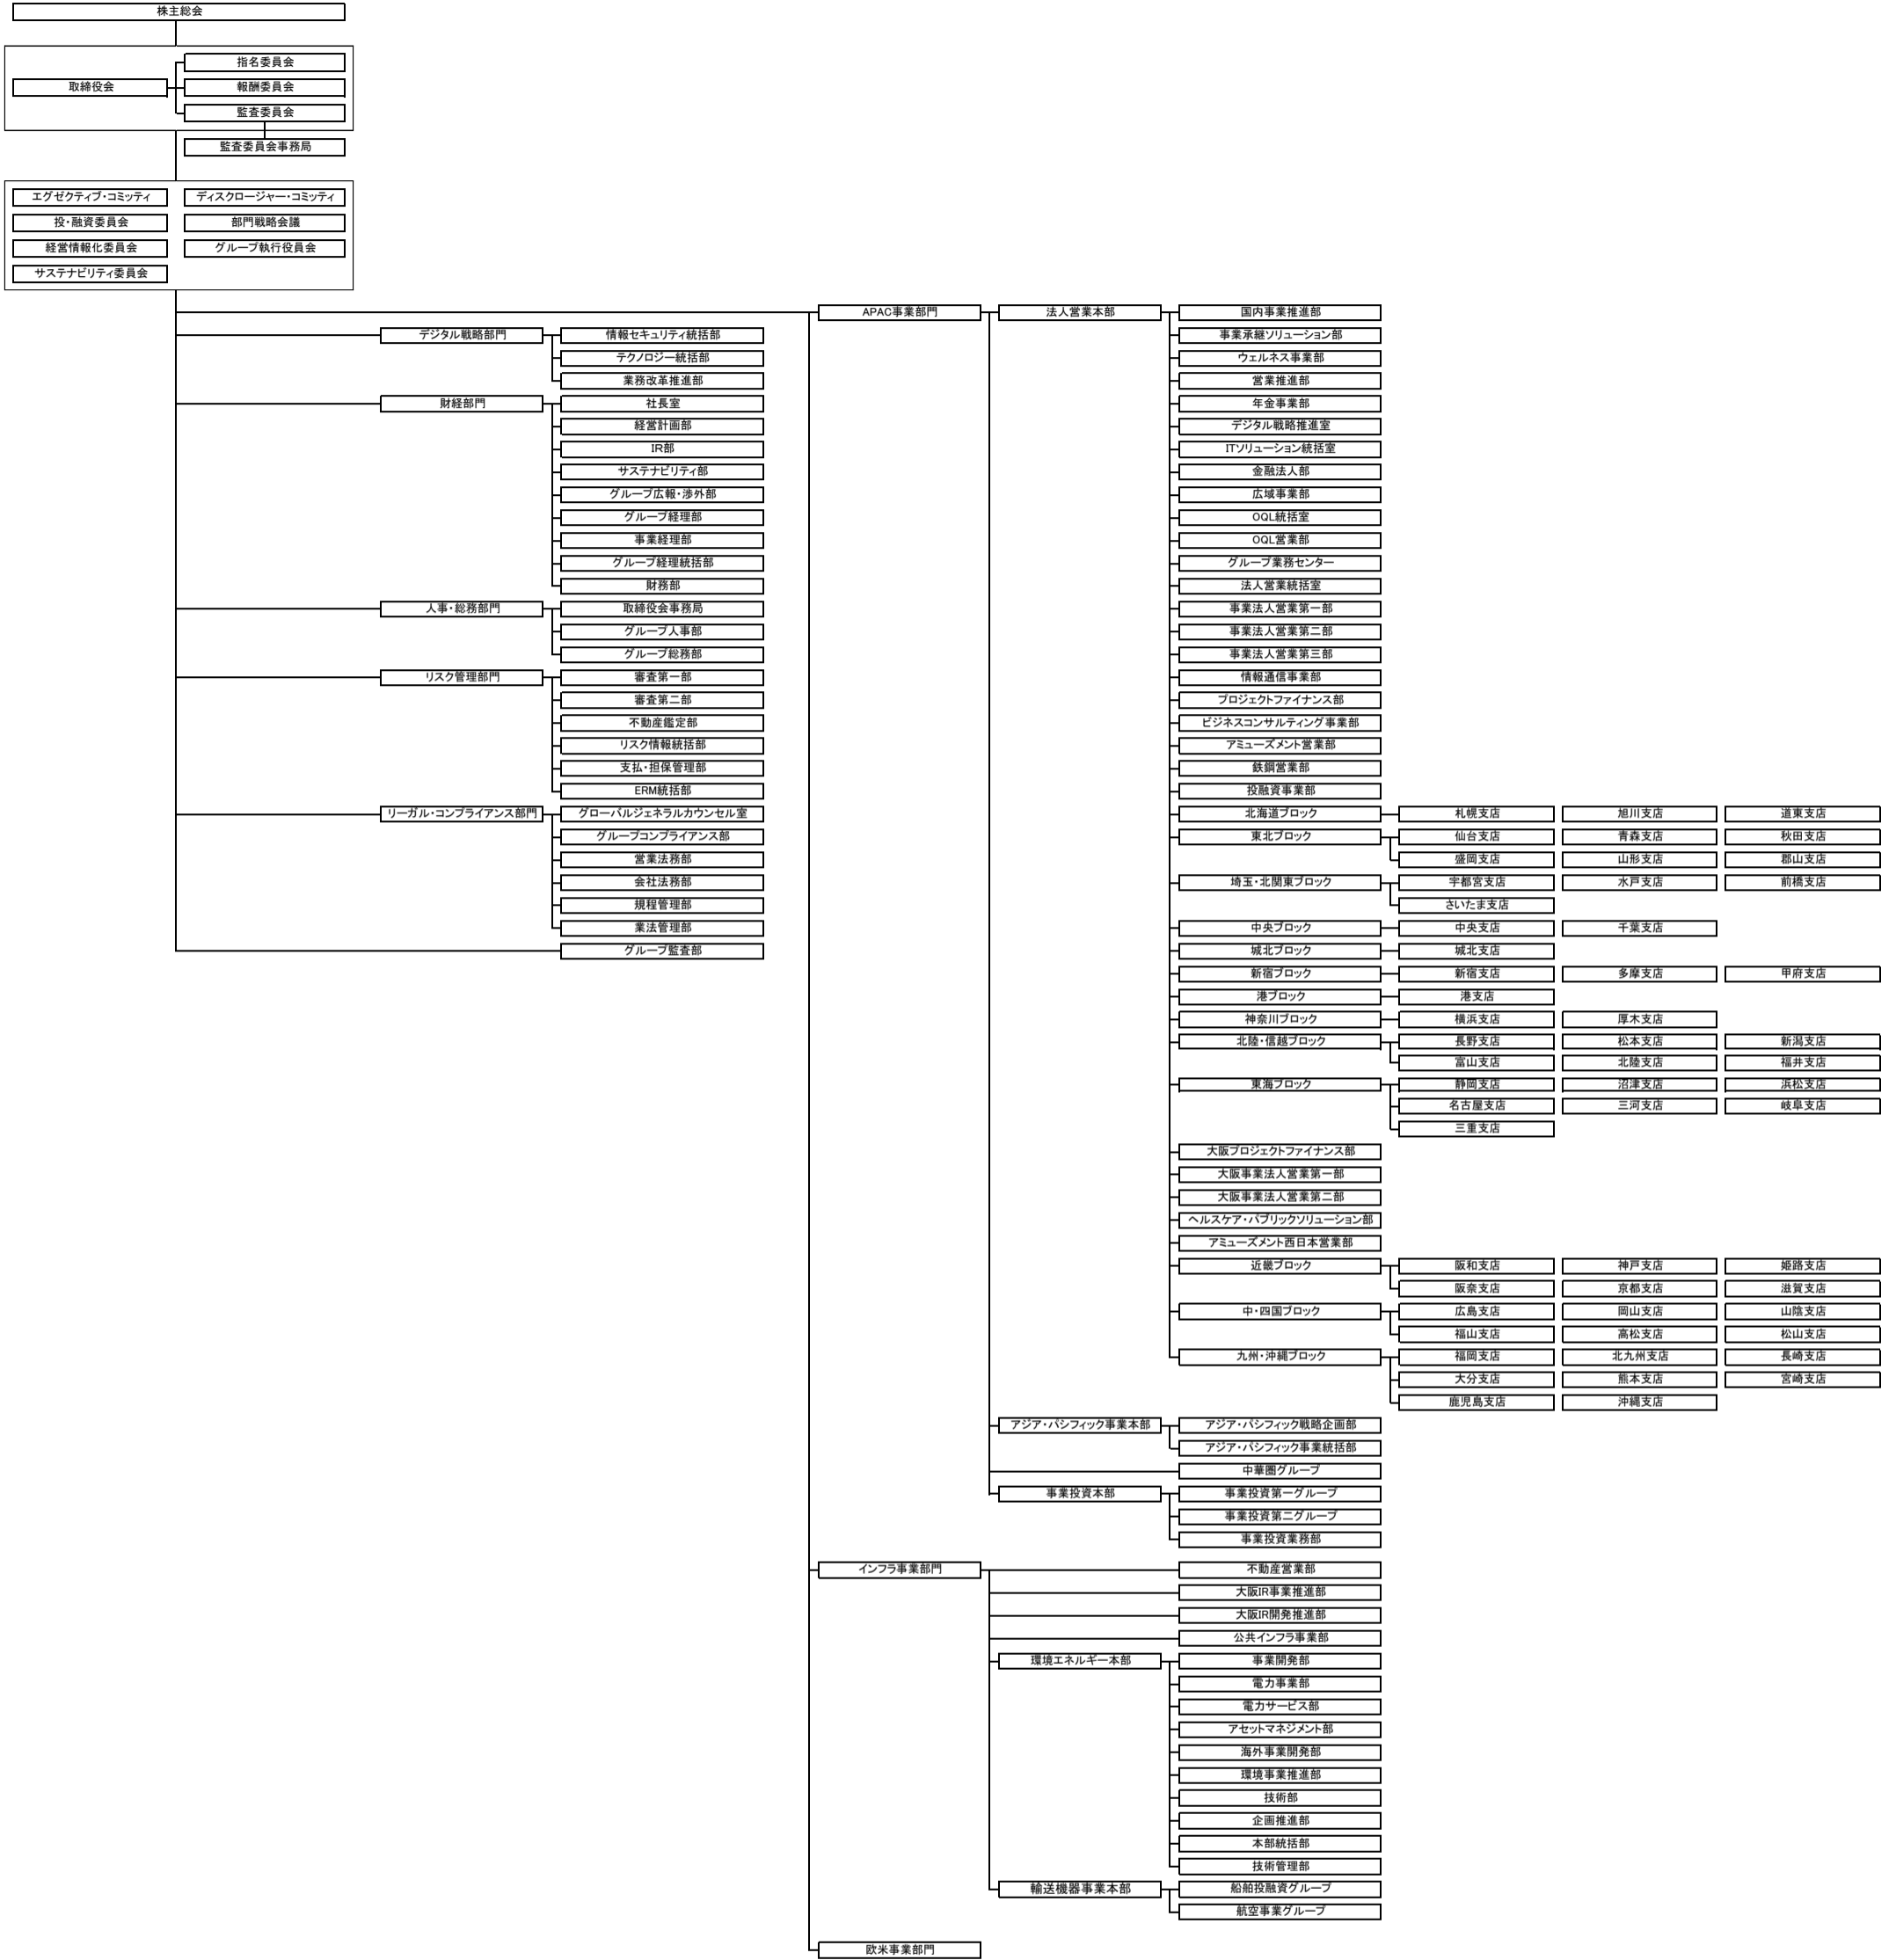 株主総会
指名委員会
取締役会
報酬委員会
監査委員会
監査委員会事務局
エグゼクティブ・コミッティ
ディスクロージャー・コミッティ
投・融資委員会
部門戦略会議
経営情報化委員会
グループ執行役員会
サステナビリティ委員会
デジタル戦略部門
情報セキュリティ統括部
テクノロジー統括部
業務改革推進部
財経部門
社長室
経営計画部
IR部
サステナビリティ部
グループ広報・渉外部
グループ経理部
事業経理部
グループ経理統括部
財務部
人事・総務部門
取締役会事務局
グループ人事部
グループ総務部
リスク管理部門
審査第一部
審査第二部
不動産鑑定部
リスク情報統括部
支払・担保管理部
ERM統括部
リーガル・コンプライアンス部門
グローバルジェネラルカウンセル室
グループコンプライアンス部
営業法務部
会社法務部
規程管理部
業法管理部
グループ監査部
APAC事業部門
法人営業本部
国内事業推進部
事業承継ソリューション部
ウェルネス事業部
営業推進部
年金事業部
デジタル戦略推進室
ITソリューション統括室
金融法人部
広域事業部
OQL統括室
OQL営業部
グループ業務センター
法人営業統括室
事業法人営業第一部
事業法人営業第二部
事業法人営業第三部
情報通信事業部
プロジェクトファイナンス部
ビジネスコンサルティング事業部
アミューズメント営業部
鉄鋼営業部
投融資事業部
北海道ブロック
札幌支店
旭川支店
道東支店
東北ブロック
仙台支店
青森支店
秋田支店
盛岡支店
山形支店
郡山支店
埼玉・北関東ブロック
宇都宮支店
水戸支店
前橋支店
さいたま支店
中央ブロック
中央支店
千葉支店
城北ブロック
城北支店
新宿ブロック
新宿支店
多摩支店
甲府支店
港ブロック
港支店
神奈川ブロック
横浜支店
厚木支店
北陸・信越ブロック
長野支店
松本支店
新潟支店
富山支店
北陸支店
福井支店
東海ブロック
静岡支店
沼津支店
浜松支店
名古屋支店
三河支店
岐阜支店
三重支店
大阪プロジェクトファイナンス部
大阪事業法人営業第一部
大阪事業法人営業第二部
ヘルスケア・パブリックソリューション部
アミューズメント西日本営業部
近畿ブロック
阪和支店
神戸支店
姫路支店
阪奈支店
京都支店
滋賀支店
中・四国ブロック
広島支店
岡山支店
山陰支店
福山支店
高松支店
松山支店
九州・沖縄ブロック
福岡支店
北九州支店
長崎支店
大分支店
熊本支店
宮崎支店
鹿児島支店
沖縄支店
アジア・パシフィック事業本部
アジア・パシフィック戦略企画部
アジア・パシフィック事業統括部
中華圏グループ
事業投資本部
事業投資第一グループ
事業投資第二グループ
事業投資業務部
インフラ事業部門
不動産営業部
大阪IR事業推進部
大阪IR開発推進部
公共インフラ事業部
環境エネルギー本部
事業開発部
電力事業部
電力サービス部
アセットマネジメント部
海外事業開発部
環境事業推進部
技術部
企画推進部
本部統括部
技術管理部
輸送機器事業本部
船舶投融資グループ
航空事業グループ
欧米事業部門